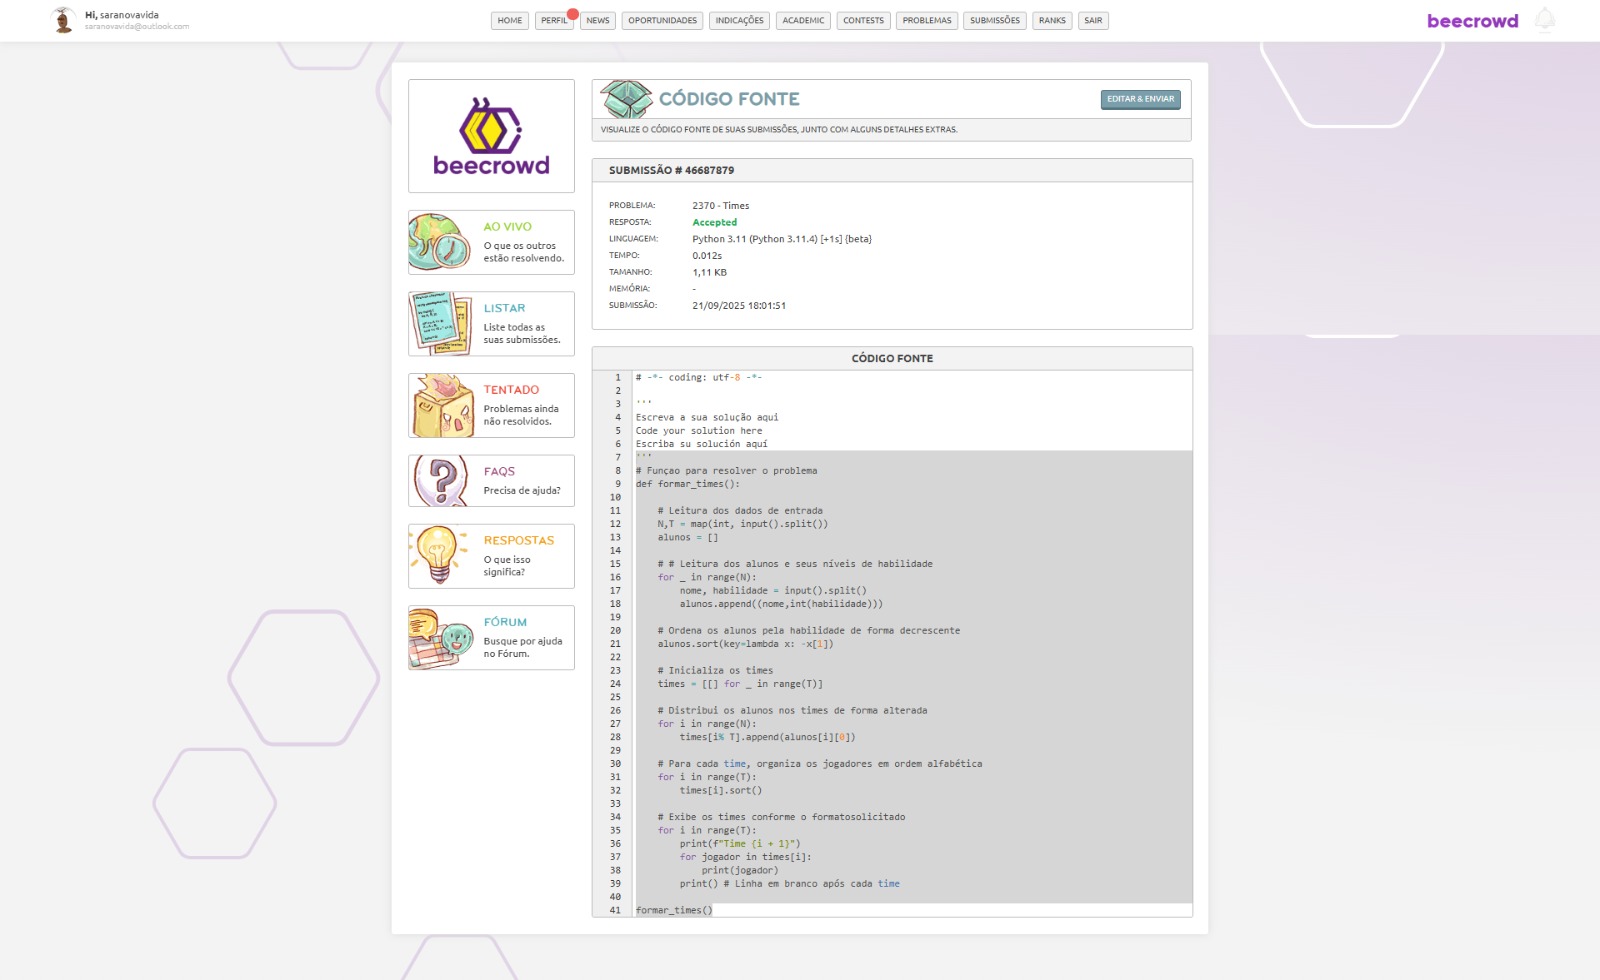 Hi, saranovavida
saranovavida@outlook.com
HOME
PERFIL
NEWS
OPORTUNIDADES
INDICAÇÕES
ACADEMIC
CONTESTS
PROBLEMAS
SUBMISSÕES
RANKS
SAIR
beecrowd
beecrowd
AO VIVO
O que os outros
estão resolvendo.
LISTAR
Liste todas as
suas submissões.
TENTADO
Problemas ainda
não resolvidos.
FAQS
Precisa de ajuda?
RESPOSTAS
O que isso
significa?
FÓRUM
Busque por ajuda
no Fórum.
CÓDIGO FONTE
EDITAR & ENVIAR
VISUALIZE O CÓDIGO FONTE DE SUAS SUBMISSÕES, JUNTO COM ALGUNS DETALHES EXTRAS.
SUBMISSÃO # 46687879
PROBLEMA: 2370 - Times
RESPOSTA: Accepted
LINGUAGEM: Python 3.11 (Python 3.11.4) [+1s] {beta}
TEMPO: 0.012s
TAMANHO: 1,11 KB
MEMÓRIA: -
SUBMISSÃO: 21/09/2025 18:01:51
CÓDIGO FONTE
1 # -*- coding: utf-8 -*-
2
3 '''
4 Escreva a sua solução aqui
5 Code your solution here
6 Escriba su solución aquí
7 '''
8 # Funçao para resolver o problema
9 def formar_times():
10
11     # Leitura dos dados de entrada
12     N,T = map(int, input().split())
13     alunos = []
14
15     # # Leitura dos alunos e seus níveis de habilidade
16     for _ in range(N):
17         nome, habilidade = input().split()
18         alunos.append((nome,int(habilidade)))
19
20     # Ordena os alunos pela habilidade de forma decrescente
21     alunos.sort(key=lambda x: -x[1])
22
23     # Inicializa os times
24     times = [[] for _ in range(T)]
25
26     # Distribui os alunos nos times de forma alterada
27     for i in range(N):
28         times[i% T].append(alunos[i][0])
29
30     # Para cada time, organiza os jogadores em ordem alfabética
31     for i in range(T):
32         times[i].sort()
33
34     # Exibe os times conforme o formatosolicitado
35     for i in range(T):
36         print(f"Time {i + 1}")
37         for jogador in times[i]:
38             print(jogador)
39         print() # Linha em branco após cada time
40
41 formar_times()